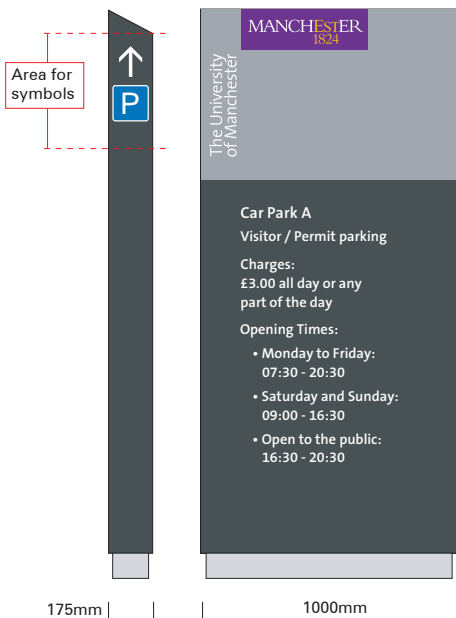 Area for
symbols
P
MANCHESTER
1824
The University
of Manchester
Car Park A
Visitor / Permit parking
Charges:
£3.00 all day or any
part of the day
Opening Times:
• Monday to Friday:
07:30 - 20:30
• Saturday and Sunday:
09:00 - 16:30
• Open to the public:
16:30 - 20:30
175mm
1000mm